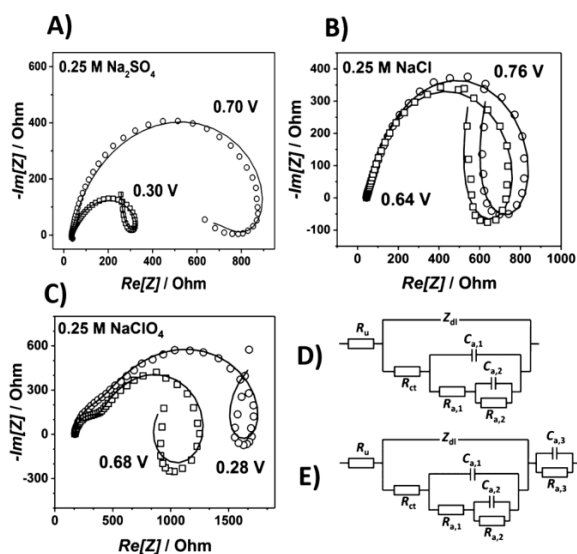 A)
0.25 M Na₂SO₄
0.70 V
0.30 V
-Im[Z] / Ohm
600
400
200
0
0 200 400 600 800 1000
Re[Z] / Ohm
B)
0.25 M NaCl
0.76 V
0.64 V
-Im[Z] / Ohm
400
300
200
100
0
-100
0 200 400 600 800 1000
Re[Z] / Ohm
C)
0.25 M NaClO₄
0.68 V
0.28 V
-Im[Z] / Ohm
900
600
300
0
-300
0 500 1000 1500
Re[Z] / Ohm
D)
Zdl
Ru
Ca,1
Rct
Ca,2
Ra,1
Ra,2
E)
Zdl
Ru
Ca,1
Ca,3
Rct
Ca,2
Ra,3
Ra,1
Ra,2